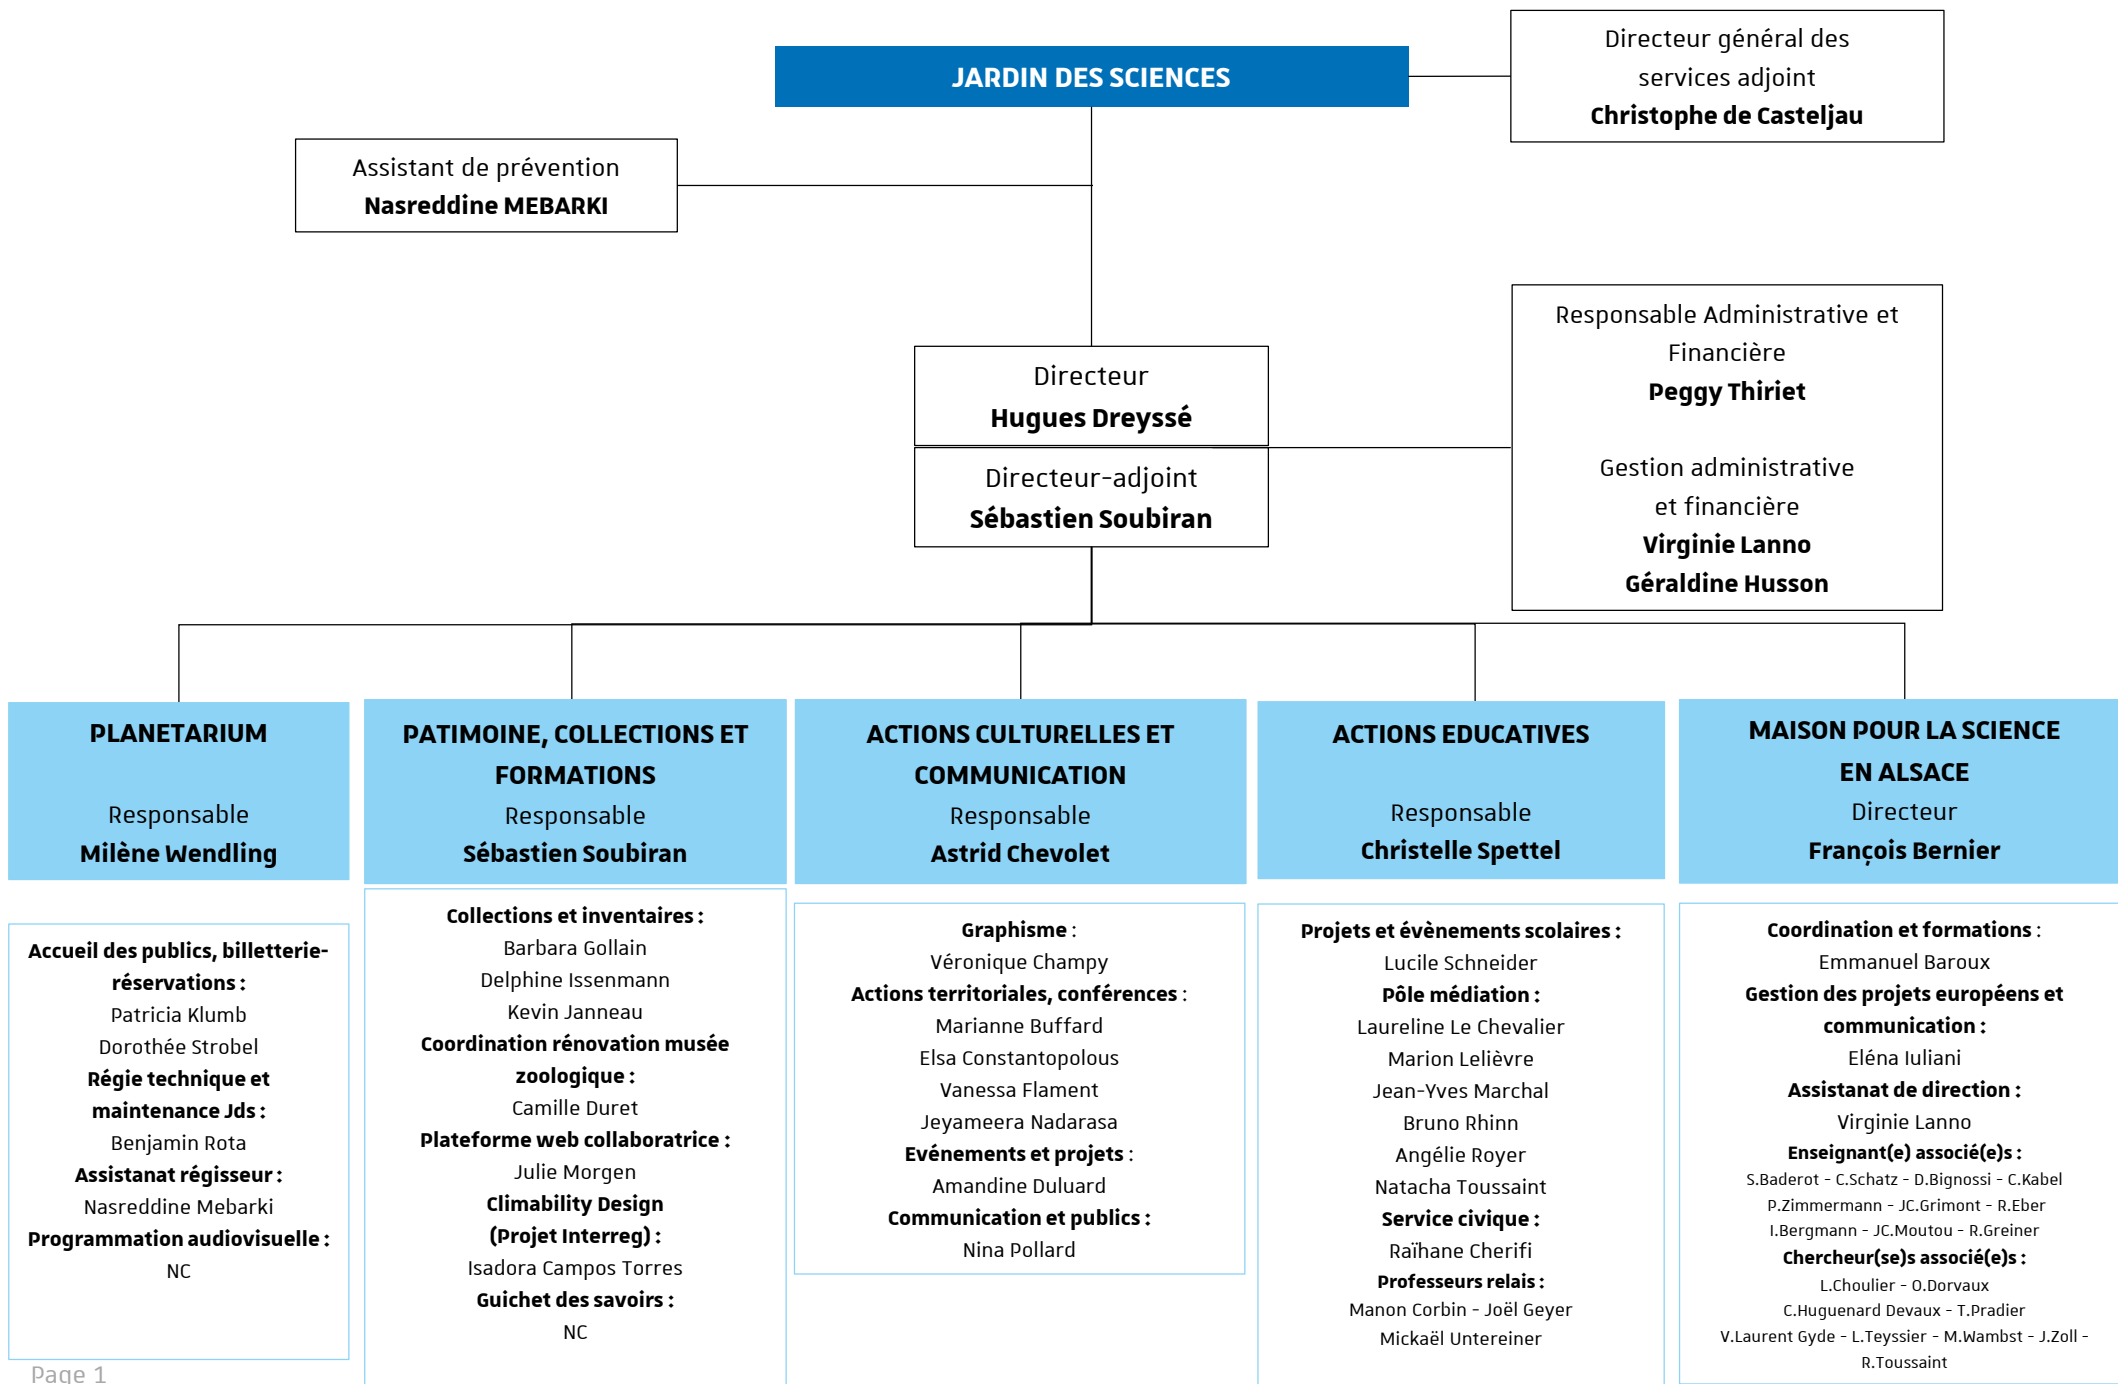 JARDIN DES SCIENCES
Directeur général des
services adjoint
Christophe de Casteljau
Assistant de prévention
Nasreddine MEBARKI
Directeur
Hugues Dreyssé
Directeur-adjoint
Sébastien Soubiran
Responsable Administrative et
Financière
Peggy Thiriet
Gestion administrative
et financière
Virginie Lanno
Géraldine Husson
PLANETARIUM
Responsable
Milène Wendling
Accueil des publics, billetterie-
réservations :
Patricia Klumb
Dorothée Strobel
Régie technique et
maintenance Jds :
Benjamin Rota
Assistanat régisseur :
Nasreddine Mebarki
Programmation audiovisuelle :
NC
PATIMOINE, COLLECTIONS ET
FORMATIONS
Responsable
Sébastien Soubiran
Collections et inventaires :
Barbara Gollain
Delphine Issenmann
Kevin Janneau
Coordination rénovation musée
zoologique :
Camille Duret
Plateforme web collaboratrice :
Julie Morgen
Climability Design
(Projet Interreg) :
Isadora Campos Torres
Guichet des savoirs :
NC
ACTIONS CULTURELLES ET
COMMUNICATION
Responsable
Astrid Chevolet
Graphisme :
Véronique Champy
Actions territoriales, conférences :
Marianne Buffard
Elsa Constantopolous
Vanessa Flament
Jeyameera Nadarasa
Evénements et projets :
Amandine Duluard
Communication et publics :
Nina Pollard
ACTIONS EDUCATIVES
Responsable
Christelle Spettel
Projets et évènements scolaires :
Lucile Schneider
Pôle médiation :
Laureline Le Chevalier
Marion Lelièvre
Jean-Yves Marchal
Bruno Rhinn
Angélie Royer
Natacha Toussaint
Service civique :
Raïhane Cherifi
Professeurs relais :
Manon Corbin - Joël Geyer
Mickaël Untereiner
MAISON POUR LA SCIENCE
EN ALSACE
Directeur
François Bernier
Coordination et formations :
Emmanuel Baroux
Gestion des projets européens et
communication :
Eléna Iuliani
Assistanat de direction :
Virginie Lanno
Enseignant(e) associé(e)s :
S.Baderot - C.Schatz - D.Bignossi - C.Kabel
P.Zimmermann - JC.Grimont - R.Eber
I.Bergmann - JC.Moutou - R.Greiner
Chercheur(se)s associé(e)s :
L.Choulier - O.Dorvaux
C.Huguenard Devaux - T.Pradier
V.Laurent Gyde - L.Teyssier - M.Wambst - J.Zoll -
R.Toussaint
Page 1